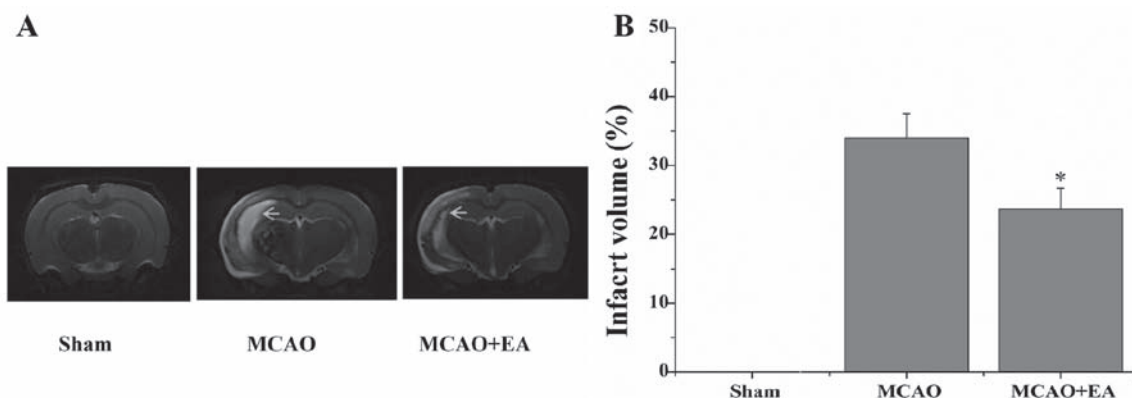 A
Sham
MCAO
MCAO+EA
B
Infacrt volume (%)
50
40
30
20
10
0
*
Sham
MCAO
MCAO+EA